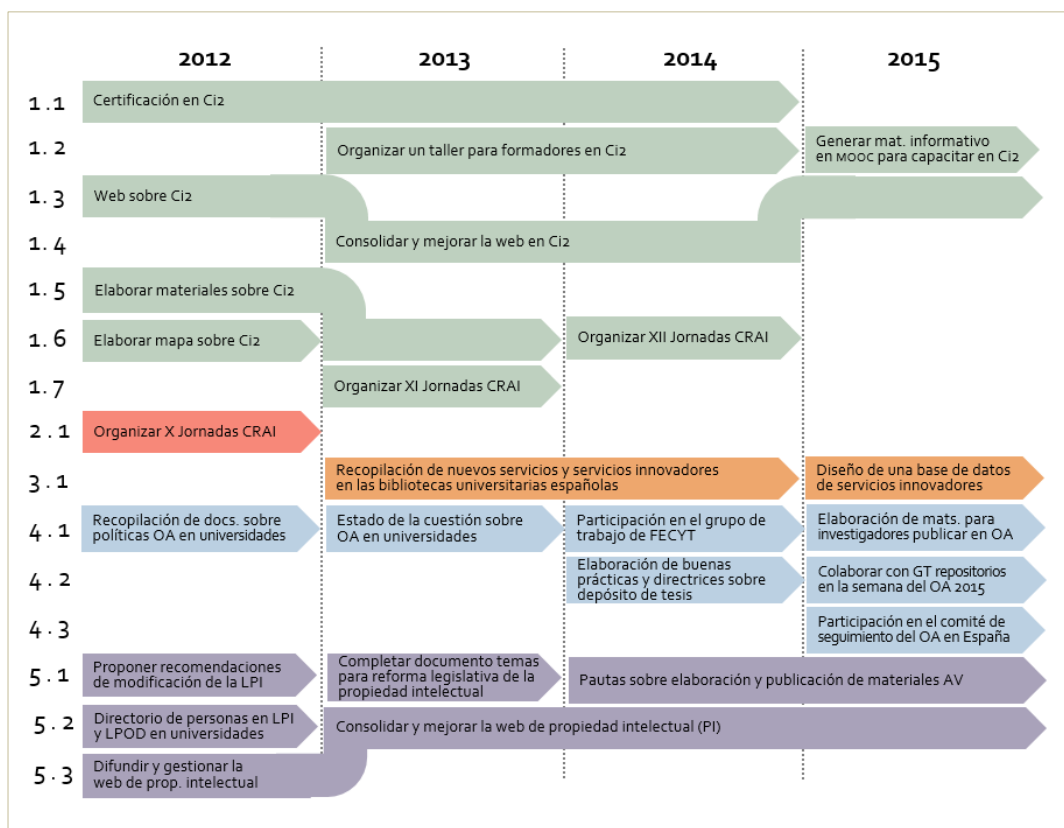 2012 2013 2014 2015
1.1 Certificación en Ci2
1.2 Organizar un taller para formadores en Ci2
Generar mat. informativo
en MOOC para capacitar en Ci2
1.3 Web sobre Ci2
1.4 Consolidar y mejorar la web en Ci2
1.5 Elaborar materiales sobre Ci2
1.6 Elaborar mapa sobre Ci2
Organizar XII Jornadas CRAI
1.7 Organizar XI Jornadas CRAI
2.1 Organizar X Jornadas CRAI
3.1
Recopilación de nuevos servicios y servicios innovadores
en las bibliotecas universitarias españolas
Diseño de una base de datos
de servicios innovadores
4.1
Recopilación de docs. sobre
políticas OA en universidades
Estado de la cuestión sobre
OA en universidades
Participación en el grupo de
trabajo de FECYT
Elaboración de mats. para
investigadores publicar en OA
4.2
Elaboración de buenas
prácticas y directrices sobre
depósito de tesis
Colaborar con GT repositorios
en la semana del OA 2015
4.3
Participación en el comité de
seguimiento del OA en España
5.1
Proponer recomendaciones
de modificación de la LPI
Completar documento temas
para reforma legislativa de la
propiedad intelectual
Pautas sobre elaboración y publicación de materiales AV
5.2
Directorio de personas en LPI
y LPOD en universidades
Consolidar y mejorar la web de propiedad intelectual (PI)
5.3
Difundir y gestionar la
web de prop. intelectual